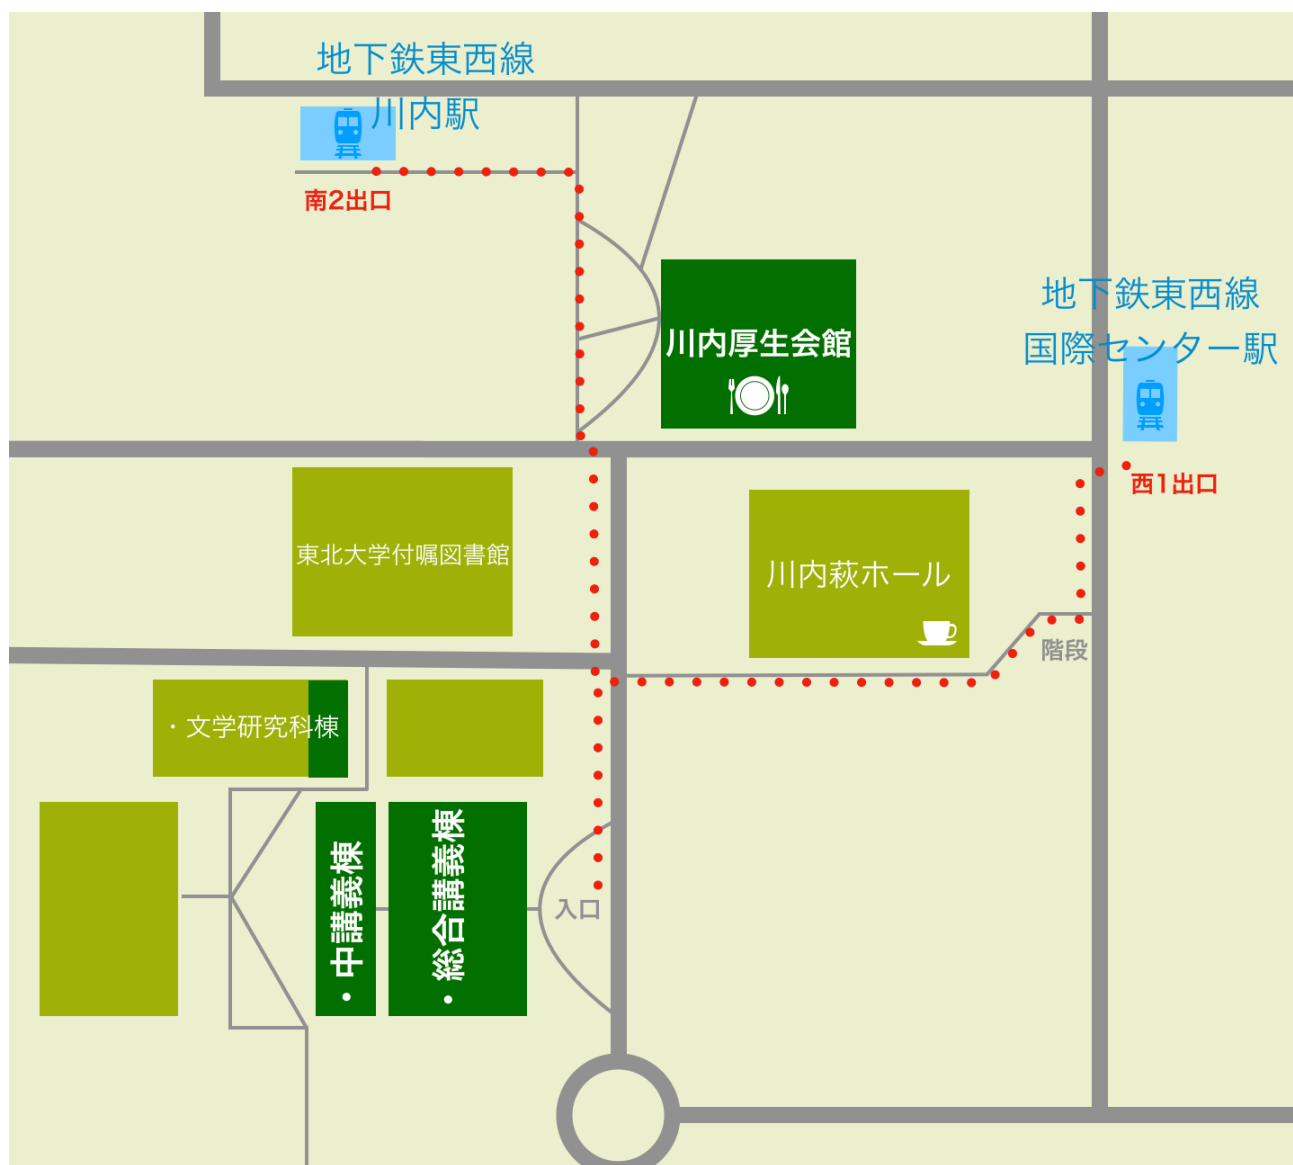 地下鉄東西線
川内駅
南2出口
地下鉄東西線
国際センター駅
川内厚生会館
西1出口
東北大学付嘱図書館
川内萩ホール
階段
・文学研究科棟
・中講義棟
・総合講義棟
入口